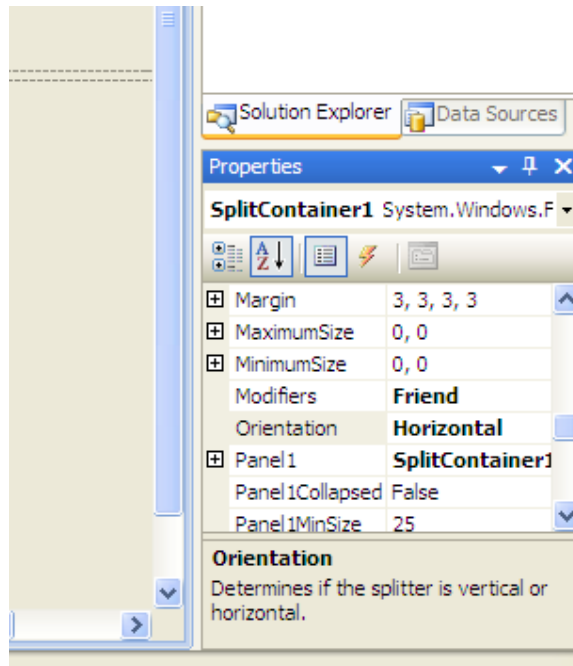 Solution Explorer Data Sources
Properties
SplitContainer1 System.Windows.F
A
Z
Margin 3, 3, 3, 3
MaximumSize 0, 0
MinimumSize 0, 0
Modifiers Friend
Orientation Horizontal
Panel1 SplitContainer1
Panel1Collapsed False
Panel1MinSize 25
Orientation
Determines if the splitter is vertical or
horizontal.